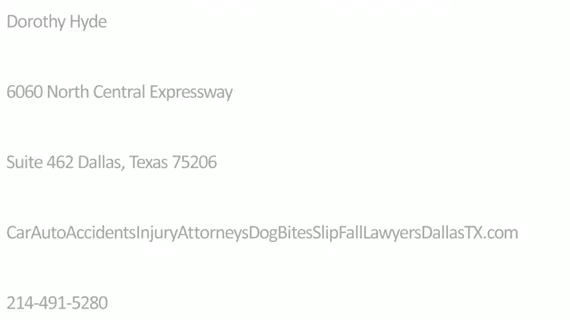 Dorothy Hyde
6060 North Central Expressway
Suite 462 Dallas, Texas 75206
CarAutoAccidentsInjuryAttorneysDogBitesSlipFallLawyersDallasTX.com
214-491-5280